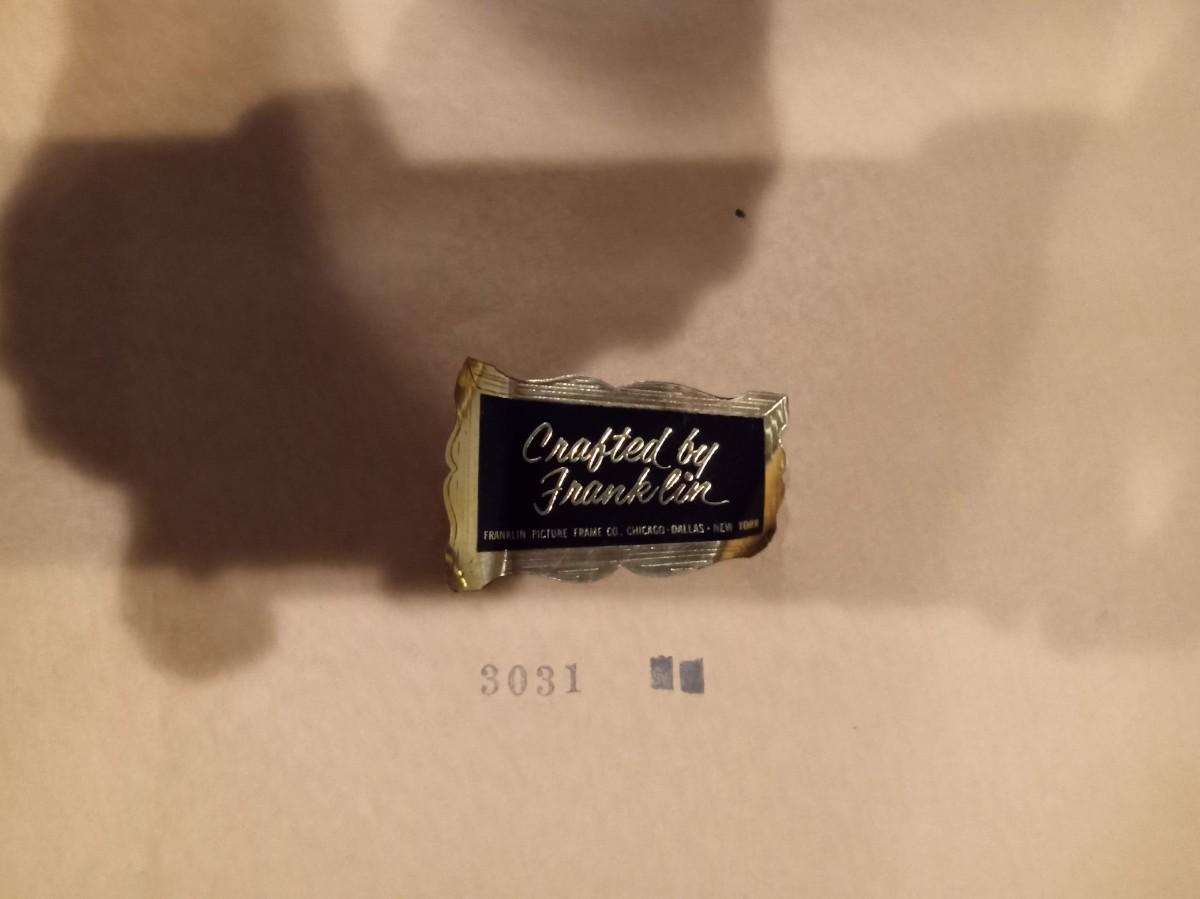 Crafted by
Franklin
FRANKLIN PICTURE FRAME CO., CHICAGO · DALLAS · NEW YORK
3031